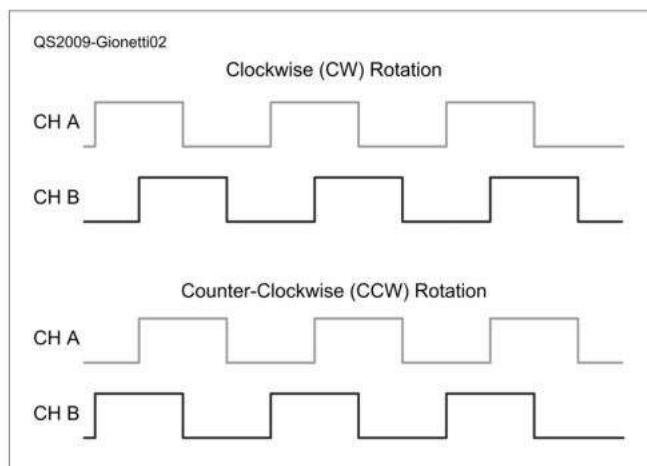 QS2009-Gionetti02
Clockwise (CW) Rotation
CH A
CH B
Counter-Clockwise (CCW) Rotation
CH A
CH B